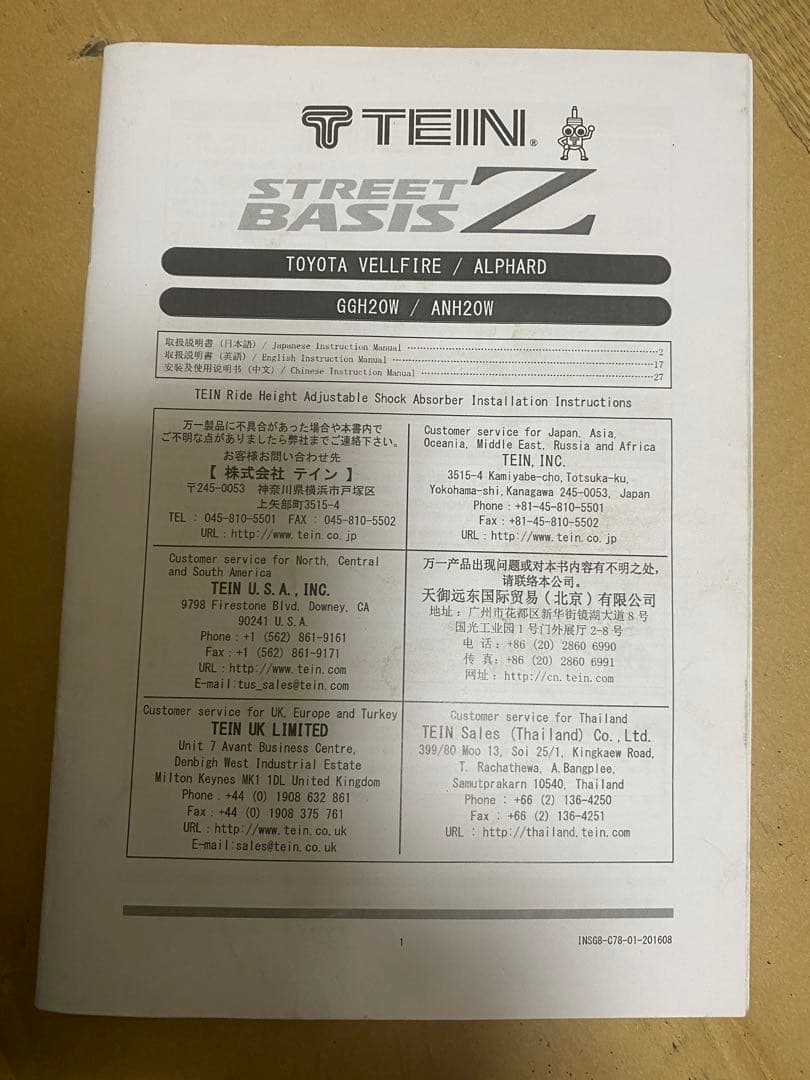 TEIN®
STREET
BASIS Z
TOYOTA VELLFIRE / ALPHARD
GGH20W / ANH20W
取扱説明書 (日本語) / Japanese Instruction Manual ……2
取扱説明書 (英語) / English Instruction Manual ……17
安装及使用说明书 (中文) / Chinese Instruction Manual ……27
TEIN Ride Height Adjustable Shock Absorber Installation Instructions
万一製品に不具合があった場合や本書内で
ご不明な点がありましたら弊社までご連絡下さい。
お客様お問い合わせ先
【 株式会社 テイン 】
〒245-0053 神奈川県横浜市戸塚区
上矢部町3515-4
TEL : 045-810-5501 FAX : 045-810-5502
URL : http://www.tein.co.jp
Customer service for Japan, Asia,
Oceania, Middle East, Russia and Africa
TEIN, INC.
3515-4 Kamiyabe-cho, Totsuka-ku,
Yokohama-shi, Kanagawa 245-0053, Japan
Phone : +81-45-810-5501
Fax : +81-45-810-5502
URL : http://www.tein.co.jp
Customer service for North, Central
and South America
TEIN U.S.A., INC.
9798 Firestone Blvd. Downey, CA
90241 U.S.A.
Phone : +1 (562) 861-9161
Fax : +1 (562) 861-9171
URL : http://www.tein.com
E-mail:tus_sales@tein.com
万一产品出现问题或对本书内容有不明之处,
请联络本公司。
天御远东国际贸易(北京)有限公司
地址 : 广州市花都区新华街镜湖大道8号
国光工业园1号门外展厅2-8号
电 话 : +86 (20) 2860 6990
传 真: +86 (20) 2860 6991
网址 : http://cn.tein.com
Customer service for UK, Europe and Turkey
TEIN UK LIMITED
Unit 7 Avant Business Centre,
Denbigh West Industrial Estate
Milton Keynes MK1 1DL United Kingdom
Phone : +44 (0) 1908 632 861
Fax : +44 (0) 1908 375 761
URL : http://www.tein.co.uk
E-mail:sales@tein.co.uk
Customer service for Thailand
TEIN Sales (Thailand) Co., Ltd.
399/80 Moo 13, Soi 25/1, Kingkaew Road,
T. Rachathewa, A.Bangplee,
Samutprakarn 10540, Thailand
Phone : +66 (2) 136-4250
Fax : +66 (2) 136-4251
URL : http://thailand.tein.com
1
INSG8-C78-01-201608